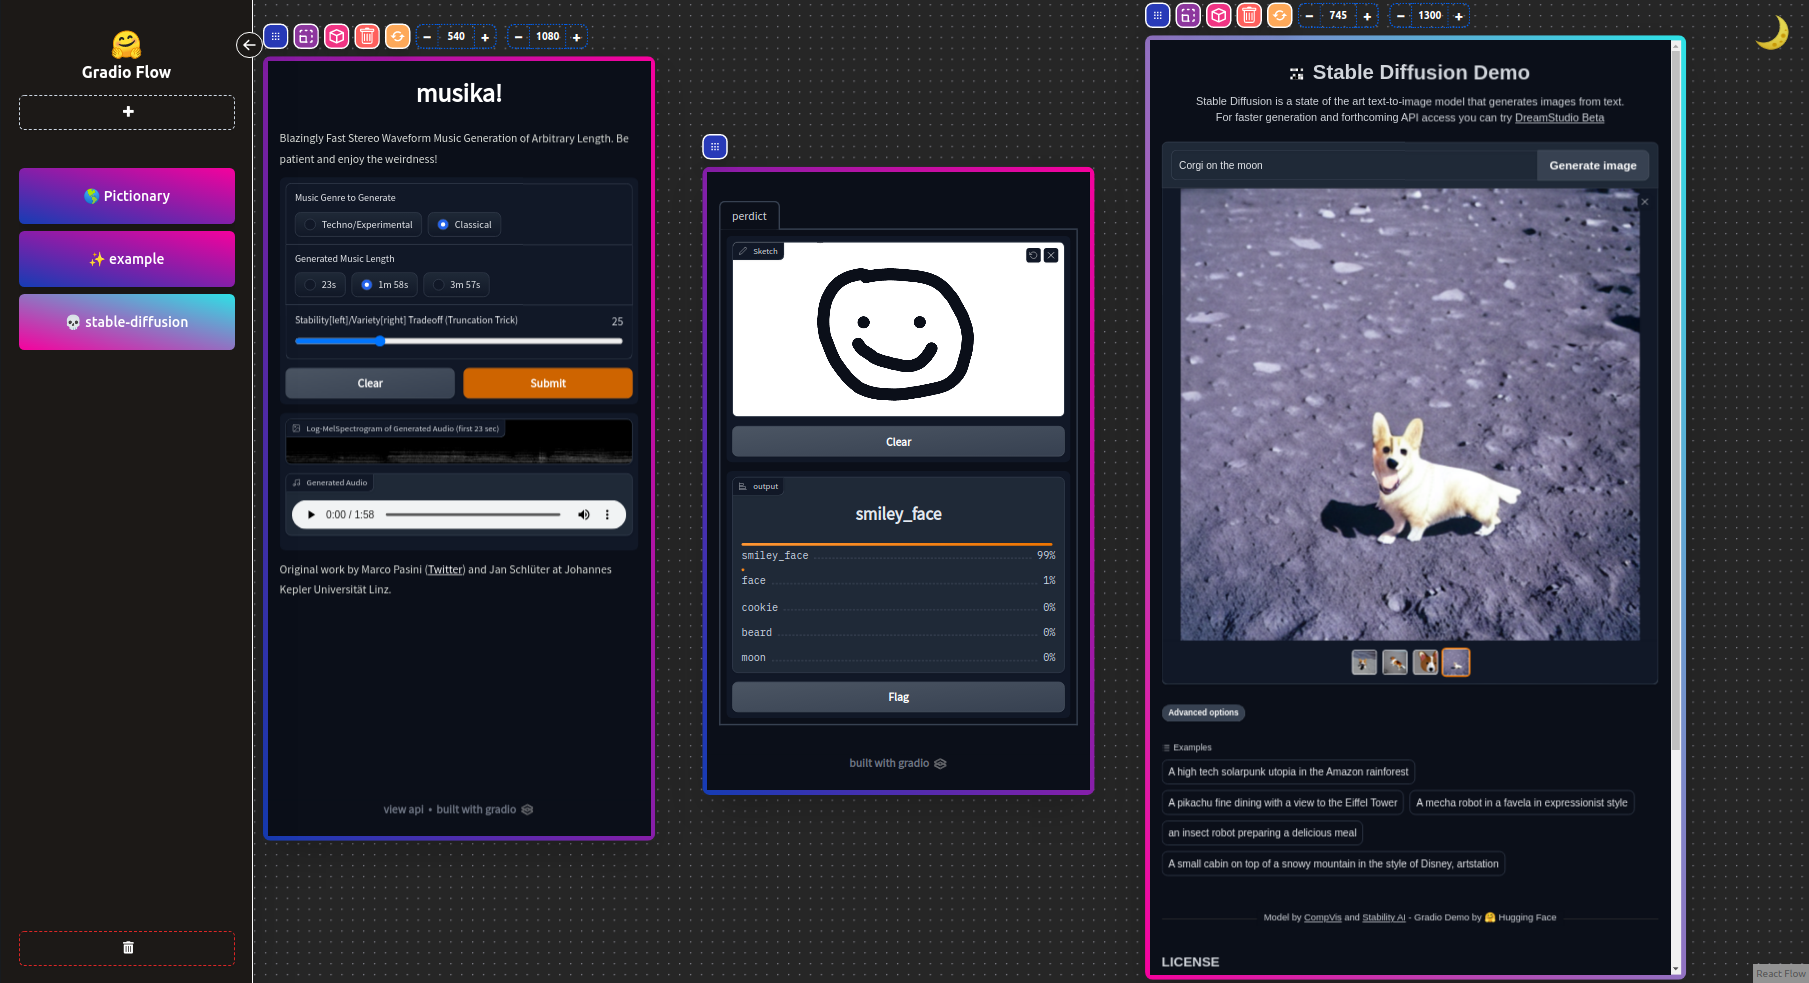 Gradio Flow
Pictionary
example
stable-diffusion
540
1080
musika!
Blazingly Fast Stereo Waveform Music Generation of Arbitrary Length. Be
patient and enjoy the weirdness!
Music Genre to Generate
Techno/Experimental
Classical
Generated Music Length
23s
1m 58s
3m 57s
Stability[left]/Variety[right] Tradeoff (Truncation Trick)
25
Clear
Submit
Log-MelSpectrogram of Generated Audio (first 23 sec)
Generated Audio
0:00 / 1:58
Original work by Marco Pasini (Twitter) and Jan Schlüter at Johannes
Kepler Universität Linz.
view api • built with gradio
perdict
Sketch
Clear
output
smiley_face
smiley_face 99%
face 1%
cookie 0%
beard 0%
moon 0%
Flag
built with gradio
745
1300
Stable Diffusion Demo
Stable Diffusion is a state of the art text-to-image model that generates images from text.
For faster generation and forthcoming API access you can try DreamStudio Beta
Corgi on the moon
Generate image
Advanced options
Examples
A high tech solarpunk utopia in the Amazon rainforest
A pikachu fine dining with a view to the Eiffel Tower
A mecha robot in a favela in expressionist style
an insect robot preparing a delicious meal
A small cabin on top of a snowy mountain in the style of Disney, artstation
Model by CompVis and Stability AI - Gradio Demo by 🤗 Hugging Face
LICENSE
React Flow